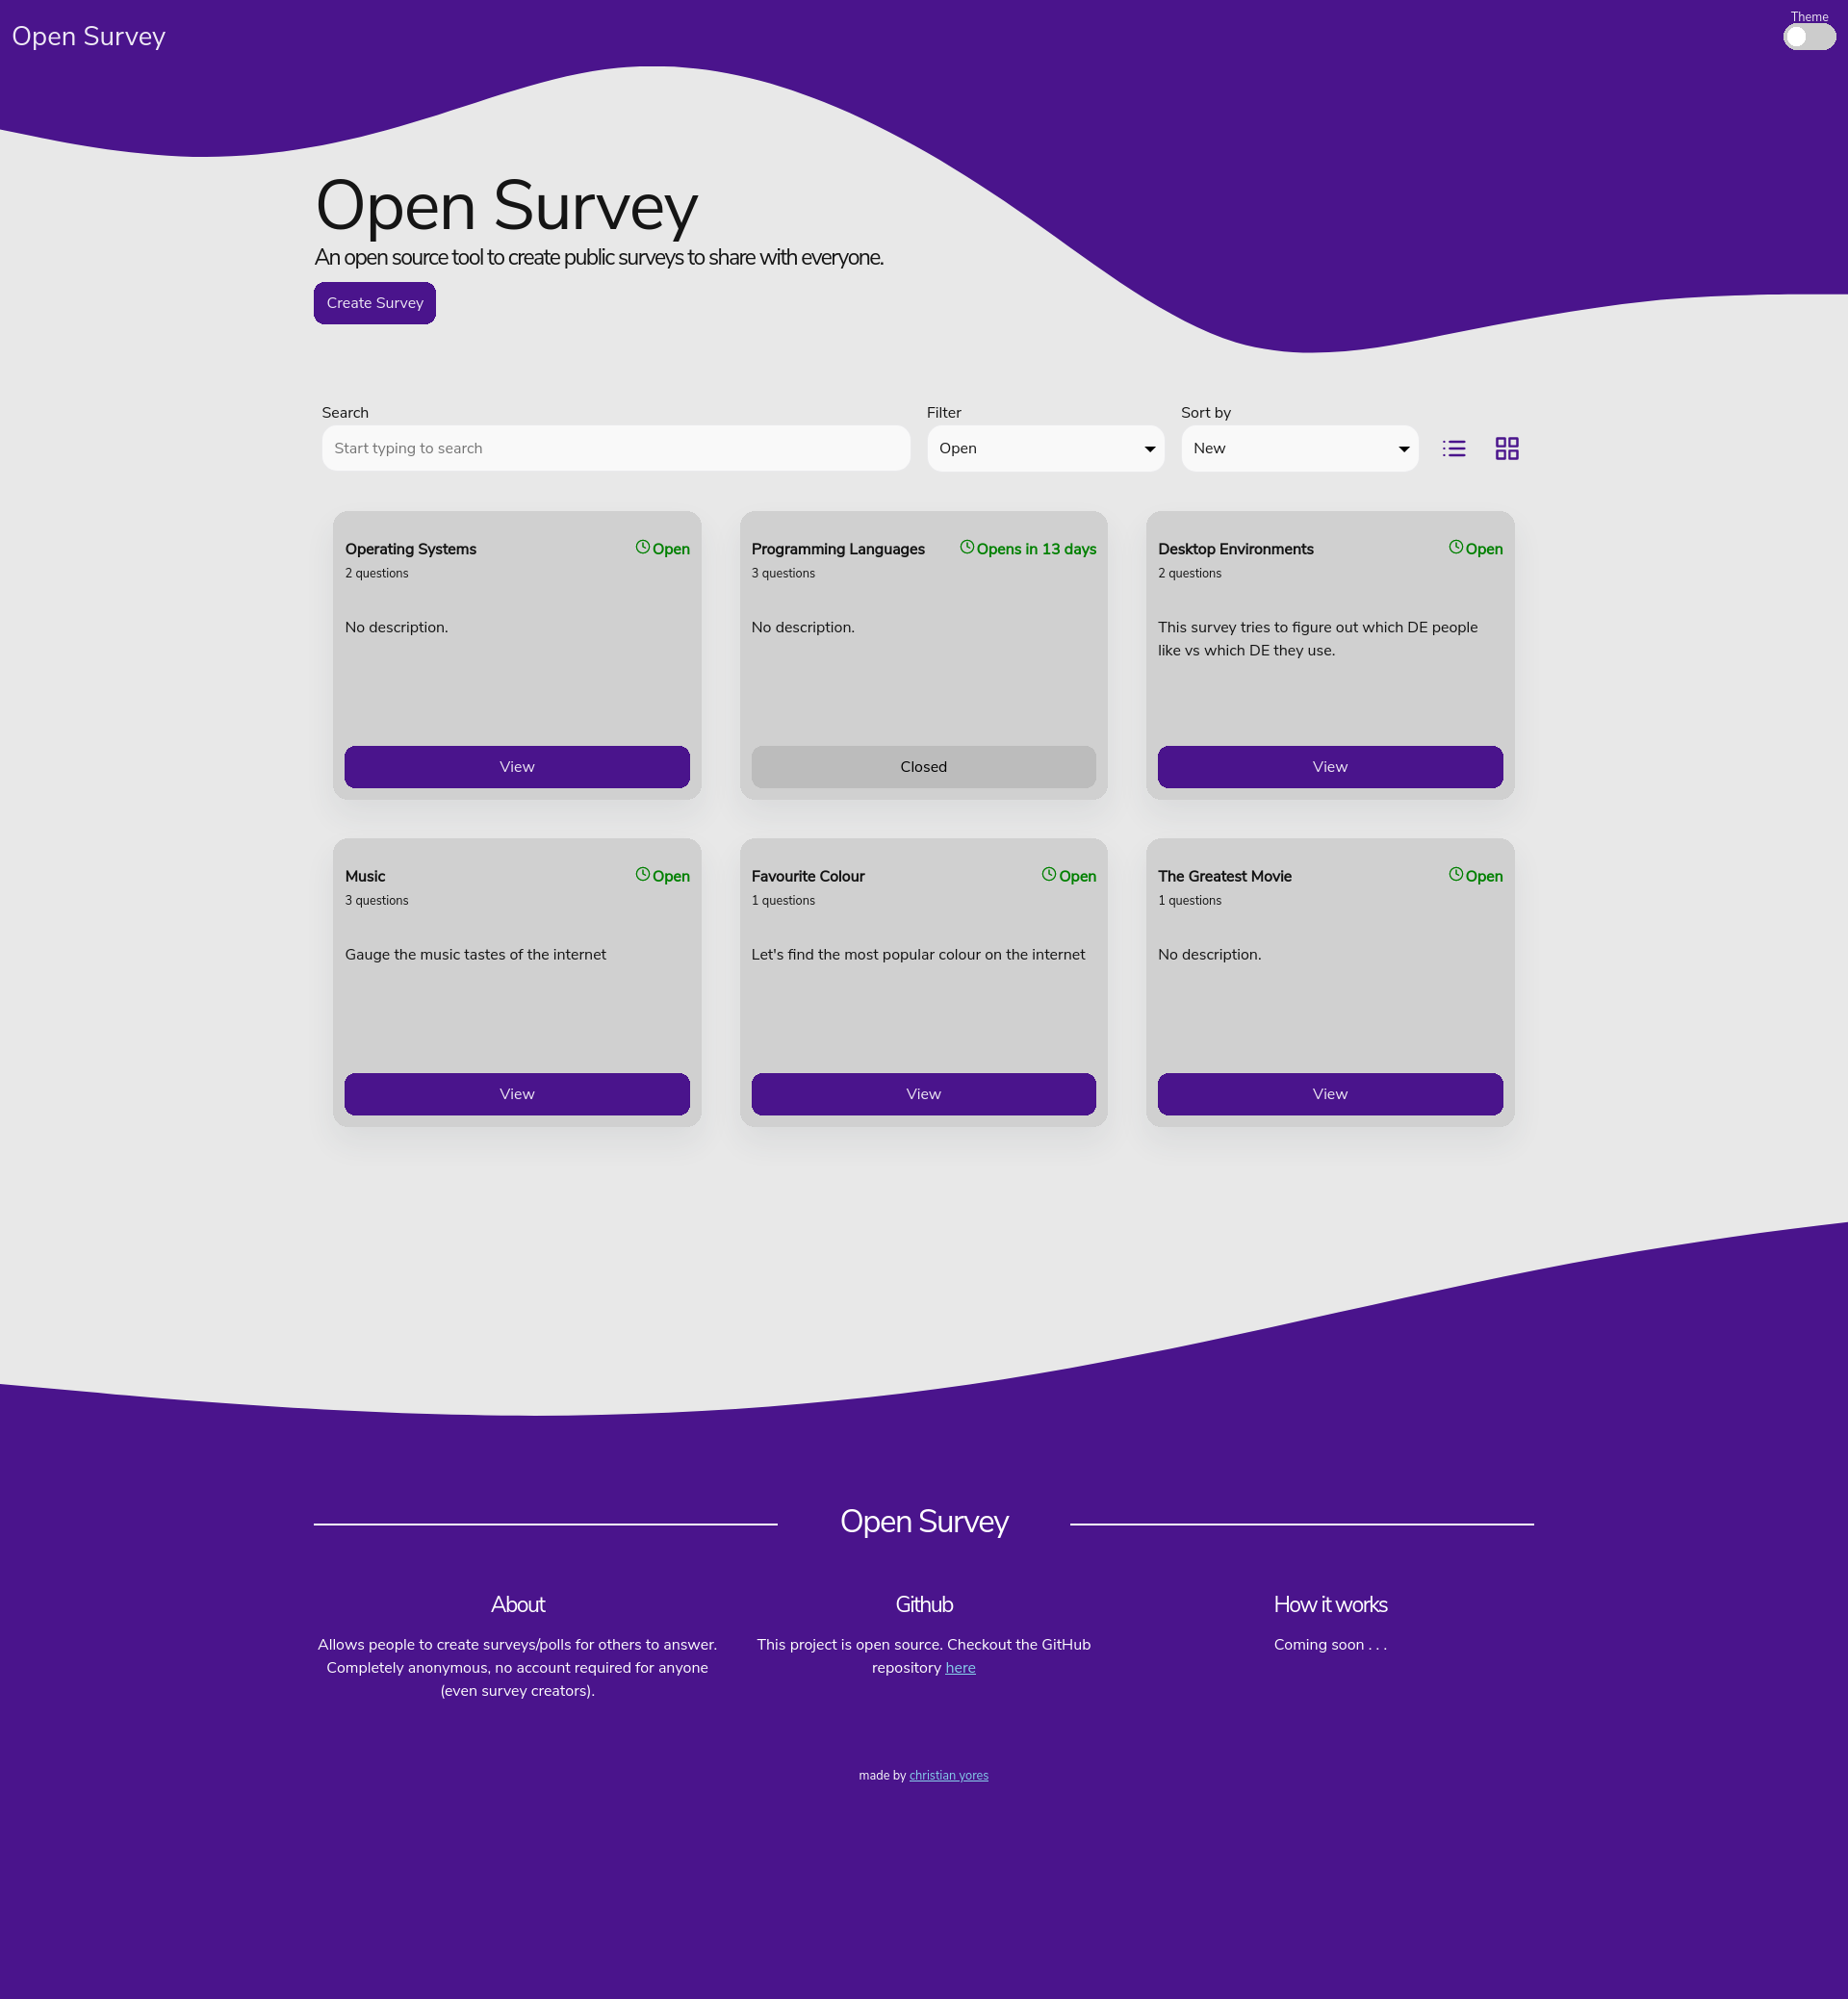 Open Survey
Theme
Open Survey
An open source tool to create public surveys to share with everyone.
Create Survey
Search
Filter
Sort by
Start typing to search
Open
New
Operating Systems
Open
2 questions
No description.
View
Programming Languages
Opens in 13 days
3 questions
No description.
Closed
Desktop Environments
Open
2 questions
This survey tries to figure out which DE people
like vs which DE they use.
View
Music
Open
3 questions
Gauge the music tastes of the internet
View
Favourite Colour
Open
1 questions
Let's find the most popular colour on the internet
View
The Greatest Movie
Open
1 questions
No description.
View
Open Survey
About
Allows people to create surveys/polls for others to answer.
Completely anonymous, no account required for anyone
(even survey creators).
Github
This project is open source. Checkout the GitHub
repository here
How it works
Coming soon . . .
made by christian yores